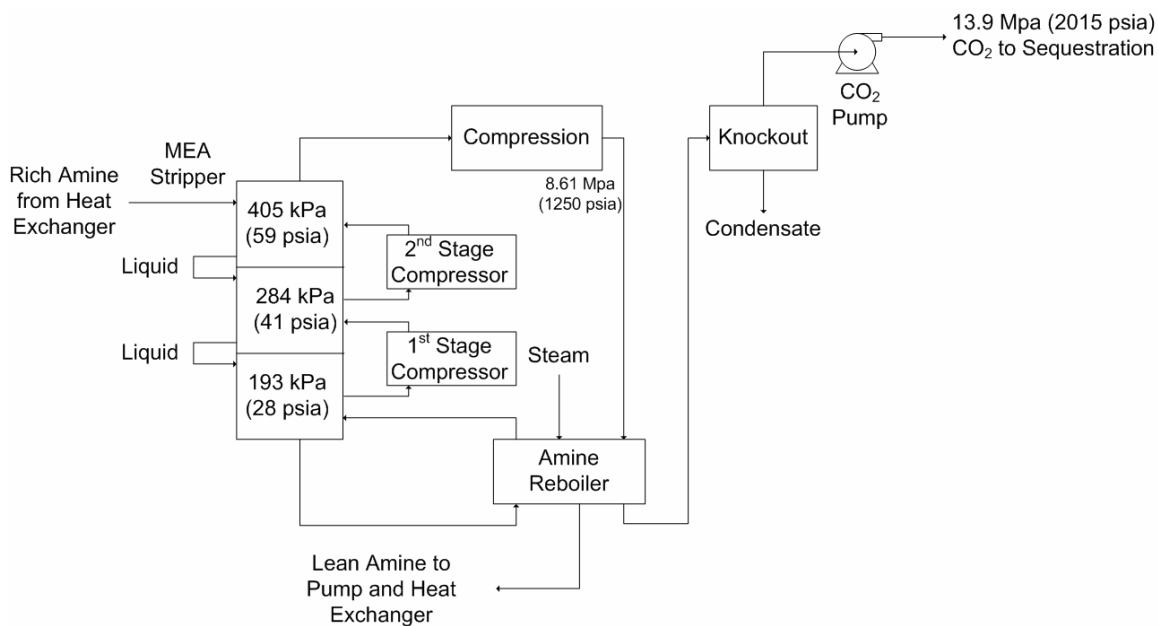 13.9 Mpa (2015 psia)
CO₂ to Sequestration
CO₂
Pump
Compression
Knockout
MEA
Stripper
Rich Amine
from Heat
Exchanger
8.61 Mpa
(1250 psia)
405 kPa
(59 psia)
Condensate
2nd Stage
Compressor
Liquid
284 kPa
(41 psia)
1st Stage
Compressor
Liquid
Steam
193 kPa
(28 psia)
Amine
Reboiler
Lean Amine to
Pump and Heat
Exchanger